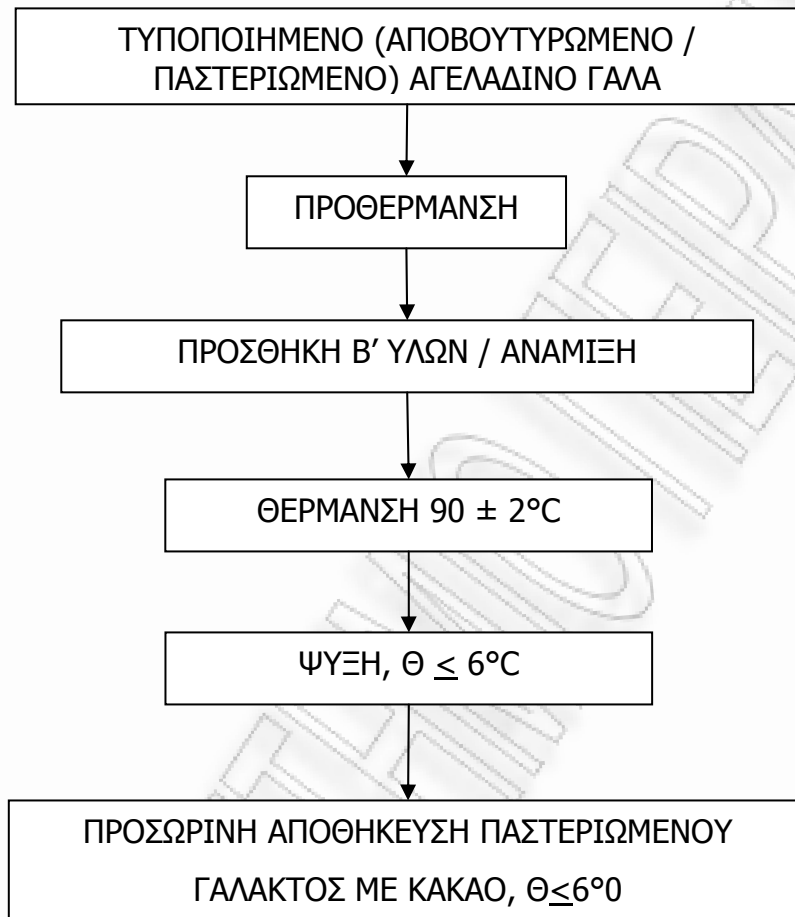 ΤΥΠΟΠΟΙΗΜΕΝΟ (ΑΠΟΒΟΥΤΥΡΩΜΕΝΟ /
ΠΑΣΤΕΡΙΩΜΕΝΟ) ΑΓΕΛΑΔΙΝΟ ΓΑΛΑ
ΠΡΟΘΕΡΜΑΝΣΗ
ΠΡΟΣΘΗΚΗ Β’ ΥΛΩΝ / ΑΝΑΜΙΞΗ
ΘΕΡΜΑΝΣΗ 90 ± 2°C
ΨΥΞΗ, Θ < 6°C
ΠΡΟΣΩΡΙΝΗ ΑΠΟΘΗΚΕΥΣΗ ΠΑΣΤΕΡΙΩΜΕΝΟΥ
ΓΑΛΑΚΤΟΣ ΜΕ ΚΑΚΑΟ, Θ<6°0